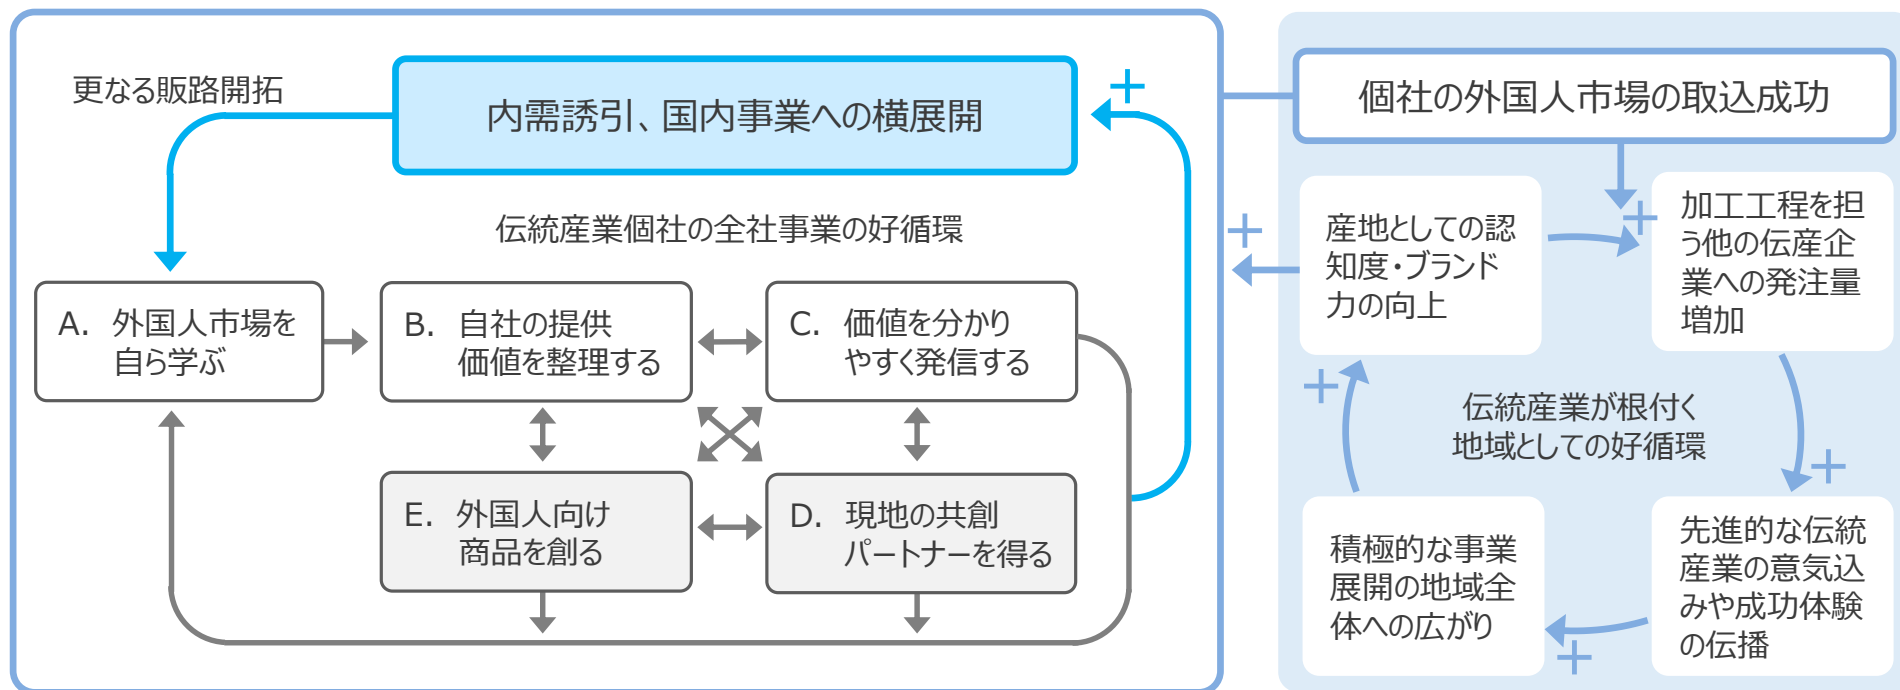 更なる販路開拓
内需誘引、国内事業への横展開
+
伝統産業個社の全社事業の好循環
A. 外国人市場を
自ら学ぶ
B. 自社の提供
価値を整理する
C. 価値を分かり
やすく発信する
E. 外国人向け
商品を創る
D. 現地の共創
パートナーを得る
個社の外国人市場の取込成功
+
産地としての認
知度・ブランド
力の向上
+
加工工程を担
う他の伝産企
業への発注量
増加
+
伝統産業が根付く
地域としての好循環
+
積極的な事業
展開の地域全
体への広がり
+
先進的な伝統
産業の意気込
みや成功体験
の伝播